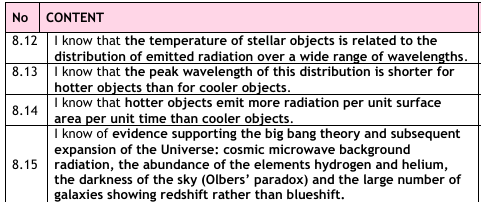 No CONTENT
8.12 I know that the temperature of stellar objects is related to the
distribution of emitted radiation over a wide range of wavelengths.
8.13 I know that the peak wavelength of this distribution is shorter for
hotter objects than for cooler objects.
8.14 I know that hotter objects emit more radiation per unit surface
area per unit time than cooler objects.
8.15 I know of evidence supporting the big bang theory and subsequent
expansion of the Universe: cosmic microwave background
radiation, the abundance of the elements hydrogen and helium,
the darkness of the sky (Olbers’ paradox) and the large number of
galaxies showing redshift rather than blueshift.